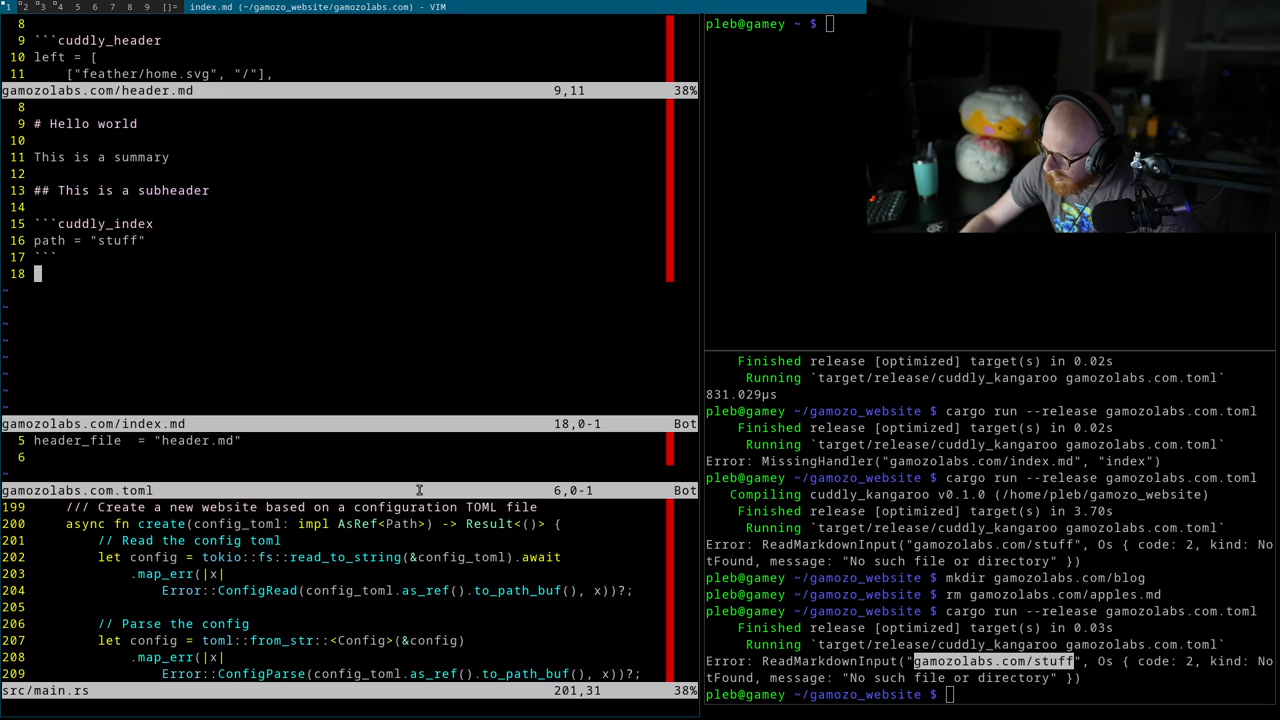 1 2 3 4 5 6 7 8 9 []= index.md (~/gamozo_website/gamozolabs.com) - VIM
8
9 ```cuddly_header
10 left = [
11     ["feather/home.svg", "/"],
gamozolabs.com/header.md 9,11 38%
8
9 # Hello world
10
11 This is a summary
12
13 ## This is a subheader
14
15 ```cuddly_index
16 path = "stuff"
17 ```
18
~
~
~
~
~
~
~
~
gamozolabs.com/index.md 18,0-1 Bot
5 header_file  = "header.md"
6
~
gamozolabs.com.toml 6,0-1 Bot
199     /// Create a new website based on a configuration TOML file
200     async fn create(config_toml: impl AsRef<Path>) -> Result<()> {
201         // Read the config toml
202         let config = tokio::fs::read_to_string(&config_toml).await
203             .map_err(|x|
204                 Error::ConfigRead(config_toml.as_ref().to_path_buf(), x))?;
205
206         // Parse the config
207         let config = toml::from_str::<Config>(&config)
208             .map_err(|x|
209                 Error::ConfigParse(config_toml.as_ref().to_path_buf(), x))?;
src/main.rs 201,31 38%
pleb@gamey ~ $
Finished release [optimized] target(s) in 0.02s
Running `target/release/cuddly_kangaroo gamozolabs.com.toml`
831.029µs
pleb@gamey ~/gamozo_website $ cargo run --release gamozolabs.com.toml
Finished release [optimized] target(s) in 0.02s
Running `target/release/cuddly_kangaroo gamozolabs.com.toml`
Error: MissingHandler("gamozolabs.com/index.md", "index")
pleb@gamey ~/gamozo_website $ cargo run --release gamozolabs.com.toml
Compiling cuddly_kangaroo v0.1.0 (/home/pleb/gamozo_website)
Finished release [optimized] target(s) in 3.70s
Running `target/release/cuddly_kangaroo gamozolabs.com.toml`
Error: ReadMarkdownInput("gamozolabs.com/stuff", Os { code: 2, kind: No
tFound, message: "No such file or directory" })
pleb@gamey ~/gamozo_website $ mkdir gamozolabs.com/blog
pleb@gamey ~/gamozo_website $ rm gamozolabs.com/apples.md
pleb@gamey ~/gamozo_website $ cargo run --release gamozolabs.com.toml
Finished release [optimized] target(s) in 0.03s
Running `target/release/cuddly_kangaroo gamozolabs.com.toml`
Error: ReadMarkdownInput("gamozolabs.com/stuff", Os { code: 2, kind: No
tFound, message: "No such file or directory" })
pleb@gamey ~/gamozo_website $